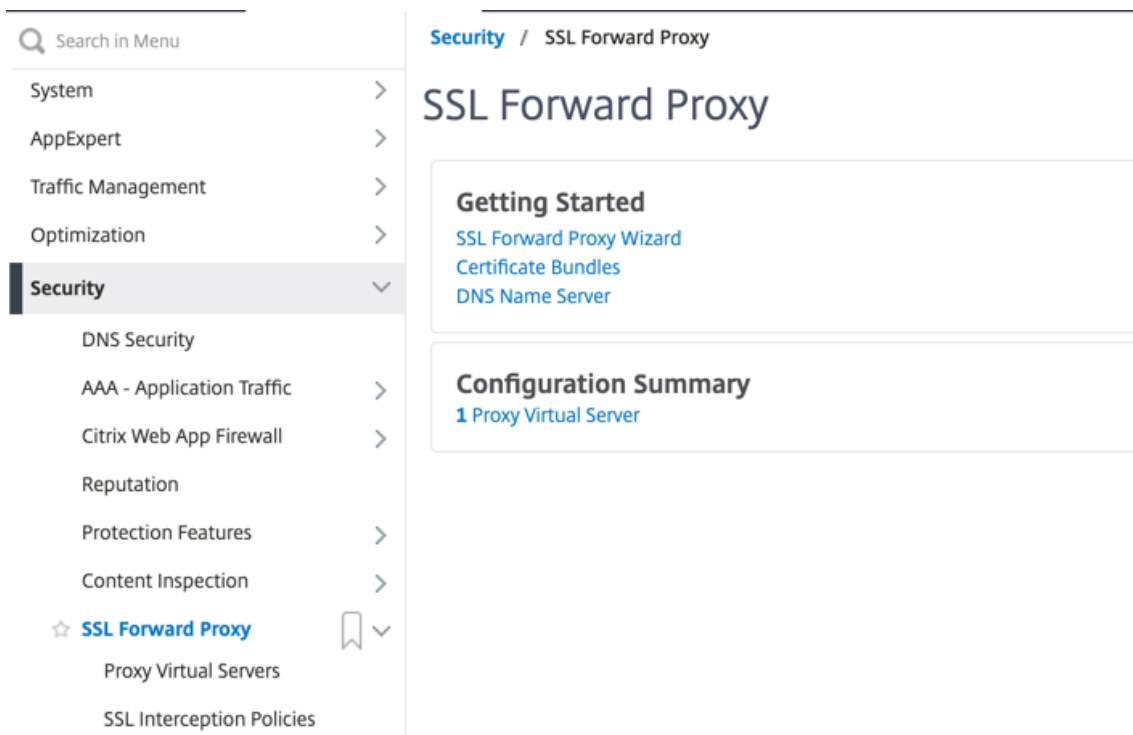 Search in Menu
System
AppExpert
Traffic Management
Optimization
Security
DNS Security
AAA - Application Traffic
Citrix Web App Firewall
Reputation
Protection Features
Content Inspection
SSL Forward Proxy
Proxy Virtual Servers
SSL Interception Policies
Security / SSL Forward Proxy
SSL Forward Proxy
Getting Started
SSL Forward Proxy Wizard
Certificate Bundles
DNS Name Server
Configuration Summary
1 Proxy Virtual Server